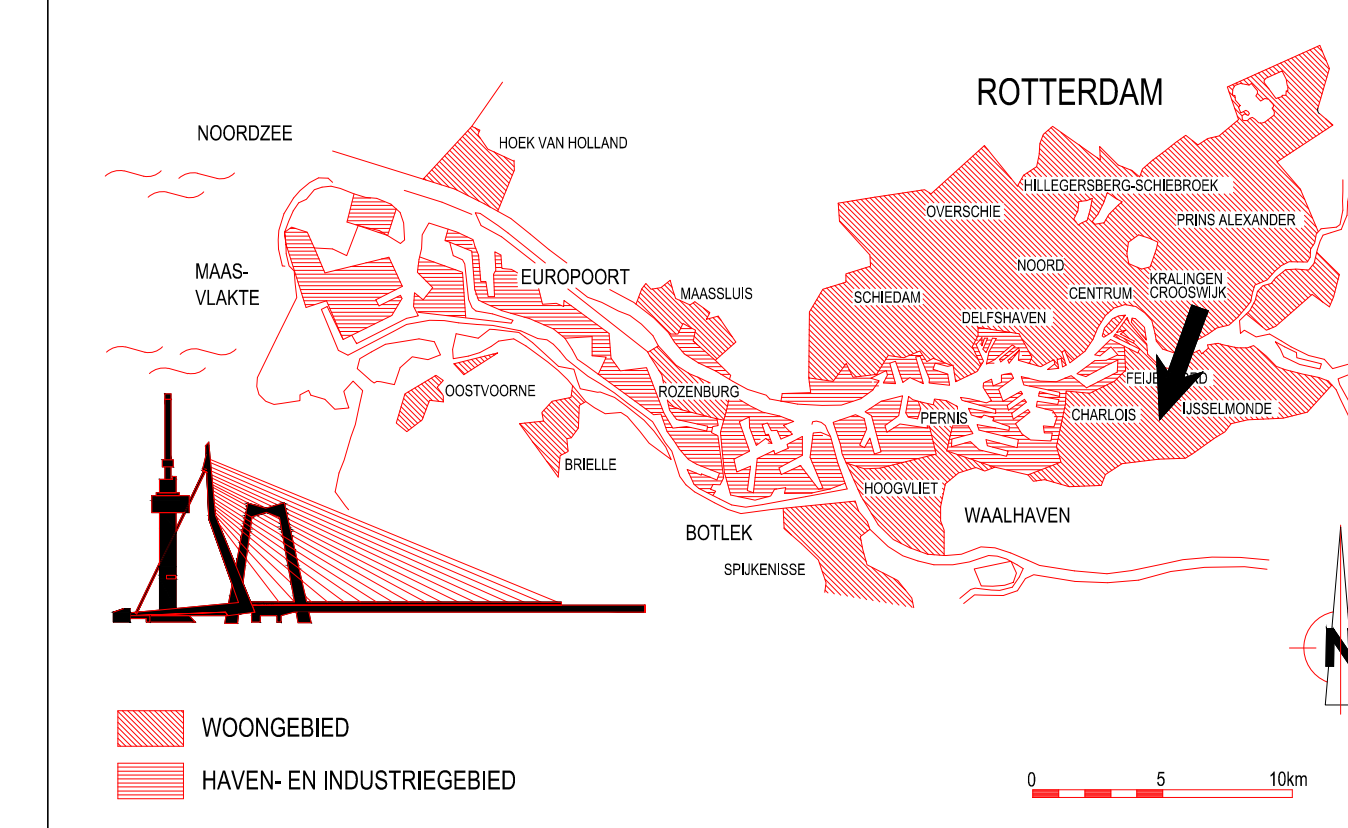 ROTTERDAM
NOORDZEE
HOEK VAN HOLLAND
HILLEGERSBERG-SCHIEBROEK
OVERSCHIE
PRINS ALEXANDER
MAAS-
VLAKTE
EUROPOORT
NOORD
KRALINGEN
CROOSWIJK
MAASSLUIS
SCHIEDAM
CENTRUM
DELFSHAVEN
OOSTVOORNE
ROZENBURG
PERNIS
CHARLOIS
IJSSELMONDE
BRIELLE
HOOGVLIET
WAALHAVEN
BOTLEK
SPIJKENISSE
N
WOONGEBIED
HAVEN- EN INDUSTRIEGEBIED
0 5 10km